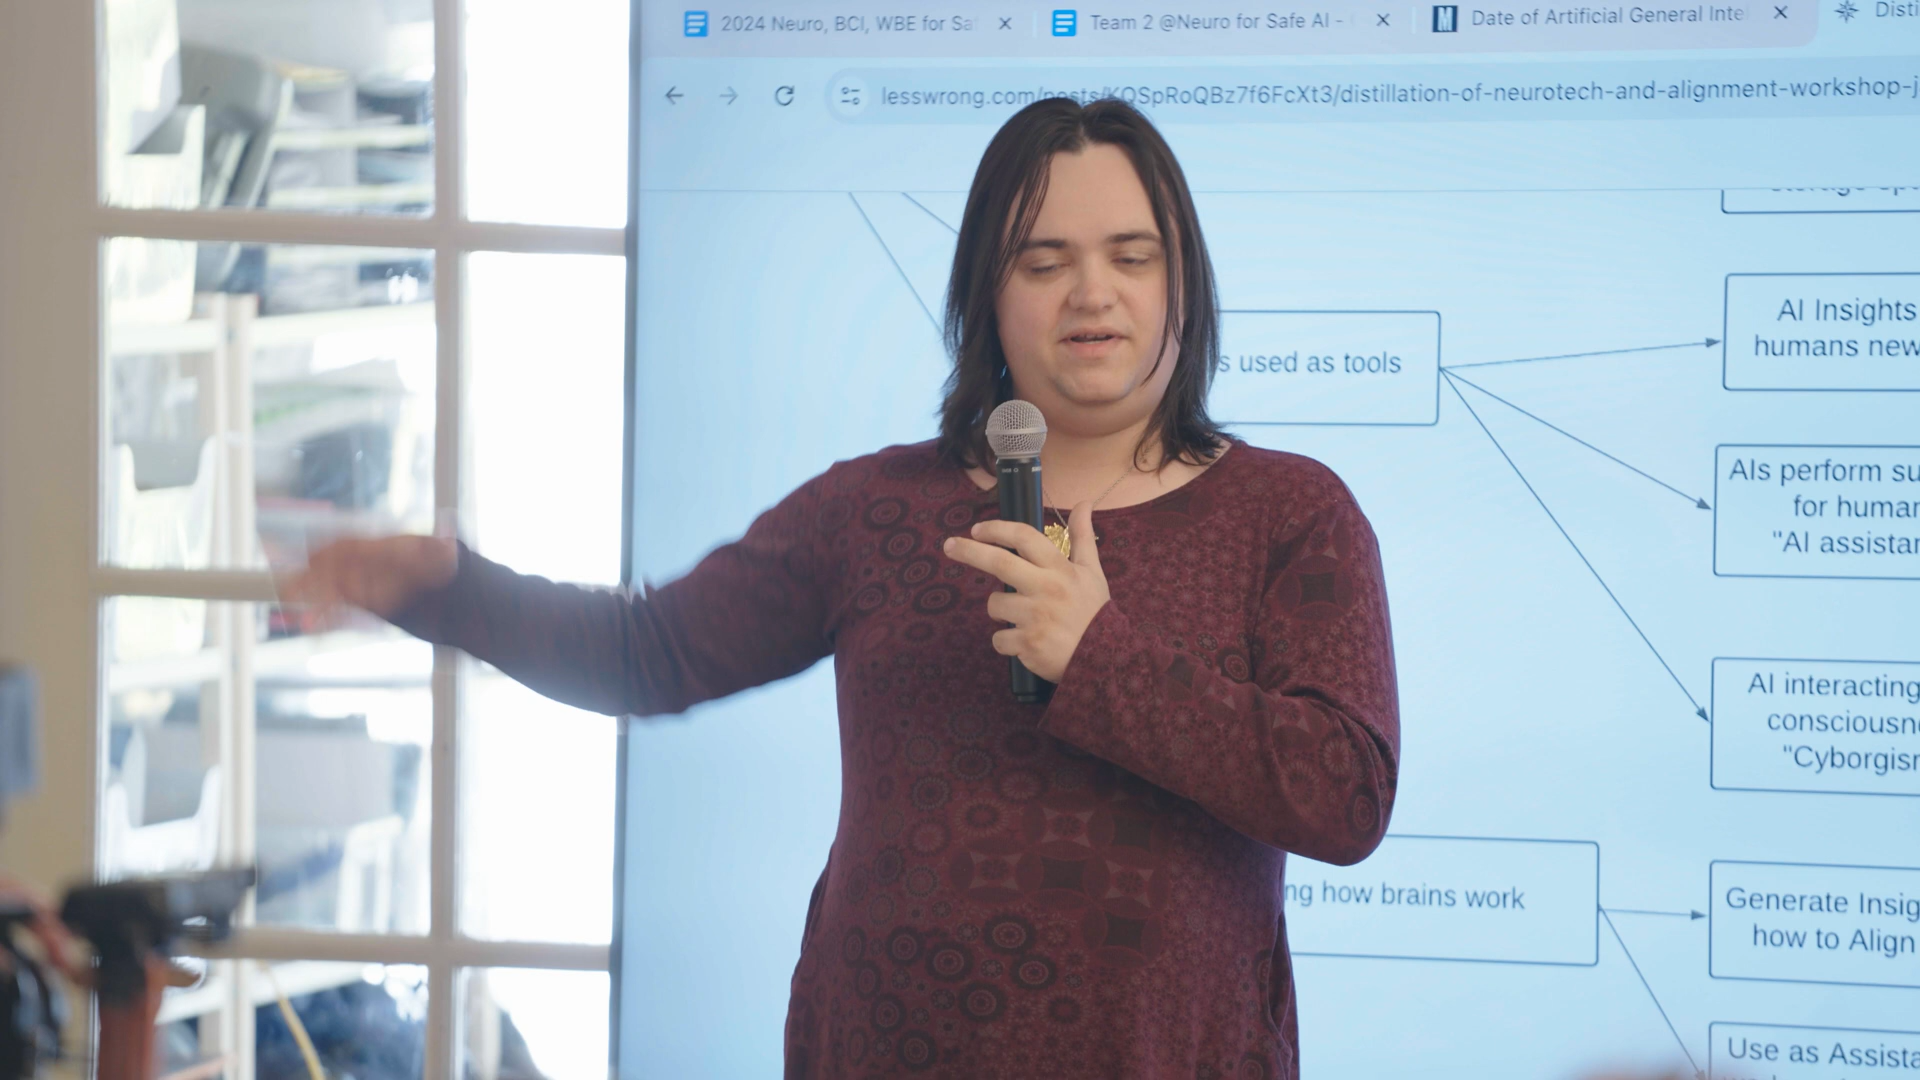 2024 Neuro, BCI, WBE for Sa
Team 2 @Neuro for Safe AI -
Date of Artificial General Inte
Disti
lesswrong.com/posts/KQSpRoQBz7f6FcXt3/distillation-of-neurotech-and-alignment-workshop-j
s used as tools
AI Insights
humans new
AIs perform su
for human
"AI assistan
AI interacting
consciousn
"Cyborgism
ng how brains work
Generate Insig
how to Align
Use as Assista